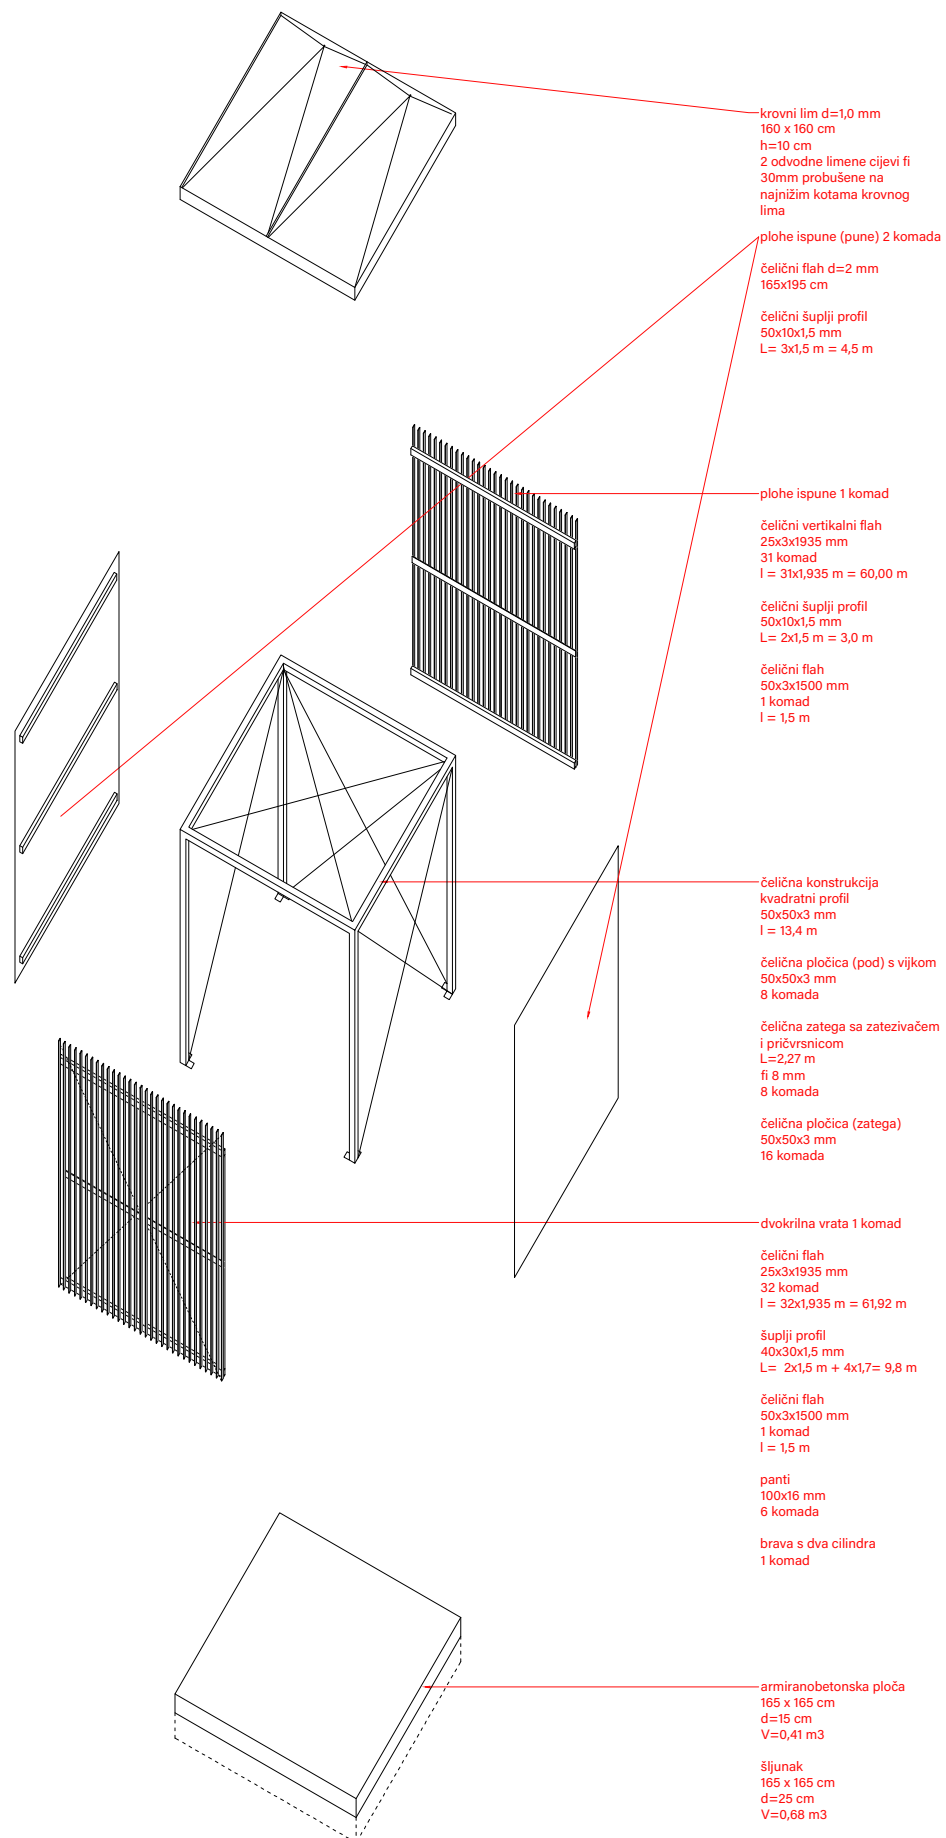 krovni lim d=1,0 mm
160 x 160 cm
h=10 cm
2 odvodne limene cijevi fi
30mm probušene na
najnižim kotama krovnog
lima
plohe ispune (pune) 2 komada
čelični flah d=2 mm
165x195 cm
čelični šuplji profil
50x10x1,5 mm
L= 3x1,5 m = 4,5 m
plohe ispune 1 komad
čelični vertikalni flah
25x3x1935 mm
31 komad
l = 31x1,935 m = 60,00 m
čelični šuplji profil
50x10x1,5 mm
L= 2x1,5 m = 3,0 m
čelični flah
50x3x1500 mm
1 komad
l = 1,5 m
čelična konstrukcija
kvadratni profil
50x50x3 mm
l = 13,4 m
čelična pločica (pod) s vijkom
50x50x3 mm
8 komada
čelična zatega sa zatezivačem
i pričvrsnicom
L=2,27 m
fi 8 mm
8 komada
čelična pločica (zatega)
50x50x3 mm
16 komada
dvokrilna vrata 1 komad
čelični flah
25x3x1935 mm
32 komad
l = 32x1,935 m = 61,92 m
šuplji profil
40x30x1,5 mm
L=  2x1,5 m + 4x1,7= 9,8 m
čelični flah
50x3x1500 mm
1 komad
l = 1,5 m
panti
100x16 mm
6 komada
brava s dva cilindra
1 komad
armiranobetonska ploča
165 x 165 cm
d=15 cm
V=0,41 m3
šljunak
165 x 165 cm
d=25 cm
V=0,68 m3